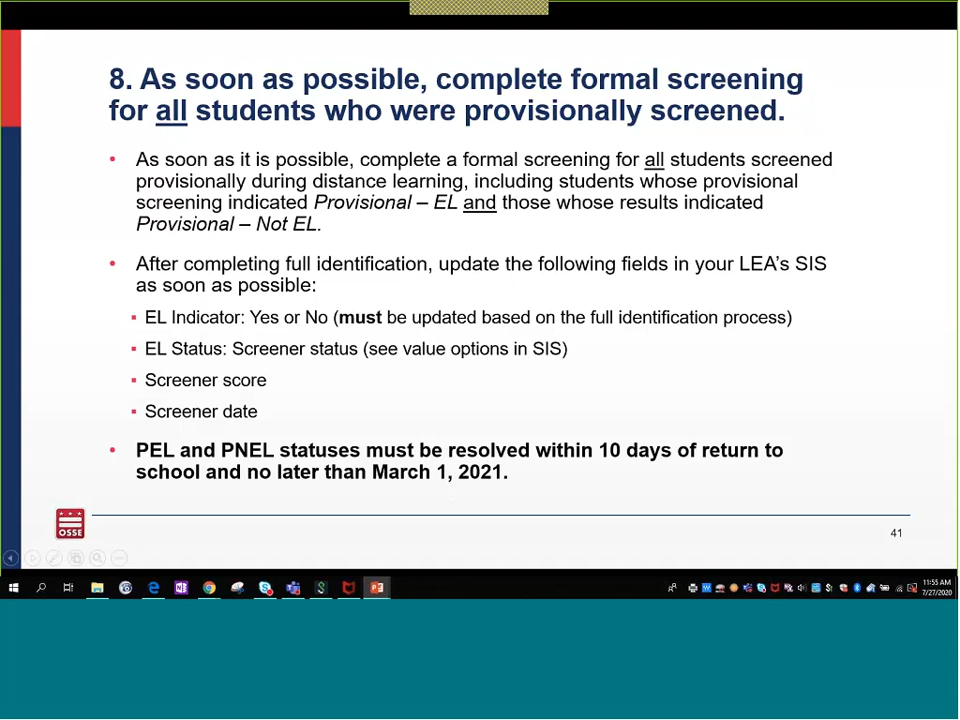 8. As soon as possible, complete formal screening
for all students who were provisionally screened.
• As soon as it is possible, complete a formal screening for all students screened
provisionally during distance learning, including students whose provisional
screening indicated Provisional – EL and those whose results indicated
Provisional – Not EL.
• After completing full identification, update the following fields in your LEA's SIS
as soon as possible:
▪ EL Indicator: Yes or No (must be updated based on the full identification process)
▪ EL Status: Screener status (see value options in SIS)
▪ Screener score
▪ Screener date
• PEL and PNEL statuses must be resolved within 10 days of return to
school and no later than March 1, 2021.
OSSE
41
11:55 AM
7/27/2020